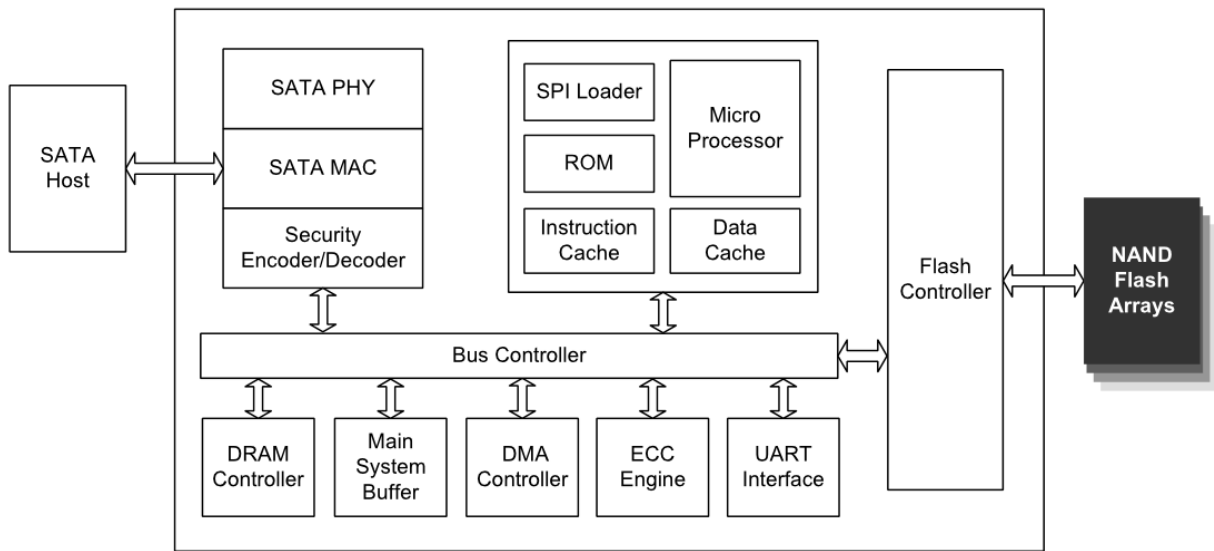 SATA
Host
SATA PHY
SATA MAC
Security
Encoder/Decoder
SPI Loader
ROM
Instruction
Cache
Micro
Processor
Data
Cache
Flash
Controller
NAND
Flash
Arrays
Bus Controller
DRAM
Controller
Main
System
Buffer
DMA
Controller
ECC
Engine
UART
Interface